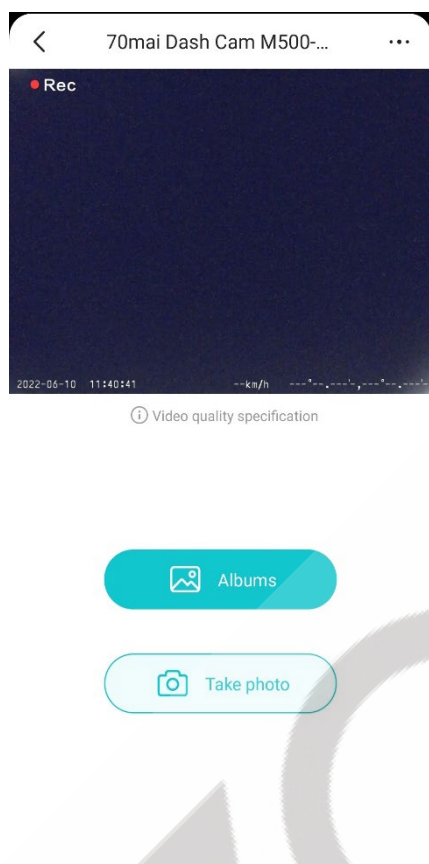 70mai Dash Cam M500-...
Rec
2022-06-10 11:40:41 --km/h ---°--.---'-,---°--.---'-
Video quality specification
Albums
Take photo